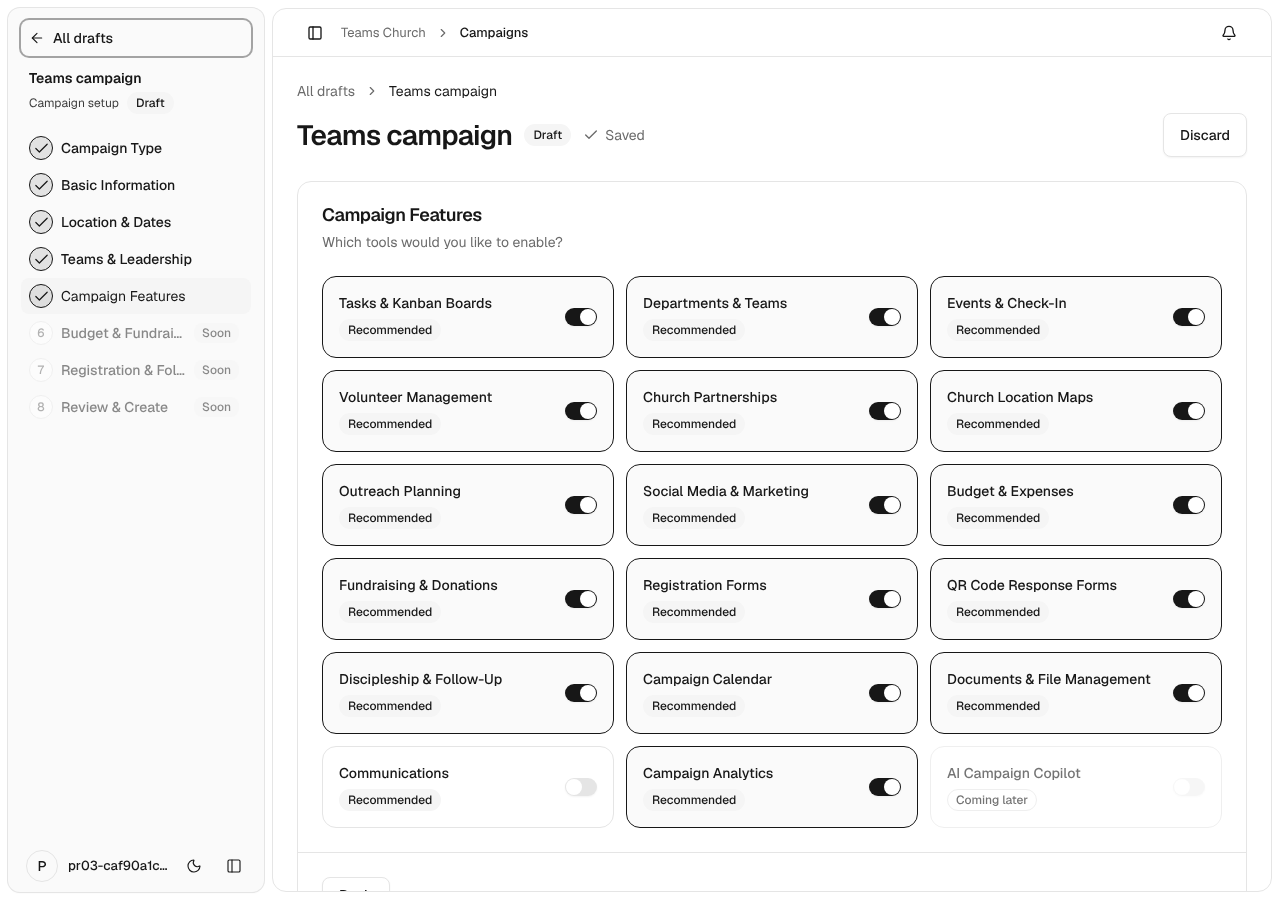 All drafts
Teams campaign
Campaign setup Draft
Campaign Type
Basic Information
Location & Dates
Teams & Leadership
Campaign Features
6 Budget & Fundrai... Soon
7 Registration & Fol... Soon
8 Review & Create Soon
P pr03-caf90a1c...
Teams Church > Campaigns
All drafts > Teams campaign
Teams campaign Draft Saved
Discard
Campaign Features
Which tools would you like to enable?
Tasks & Kanban Boards
Recommended
Departments & Teams
Recommended
Events & Check-In
Recommended
Volunteer Management
Recommended
Church Partnerships
Recommended
Church Location Maps
Recommended
Outreach Planning
Recommended
Social Media & Marketing
Recommended
Budget & Expenses
Recommended
Fundraising & Donations
Recommended
Registration Forms
Recommended
QR Code Response Forms
Recommended
Discipleship & Follow-Up
Recommended
Campaign Calendar
Recommended
Documents & File Management
Recommended
Communications
Recommended
Campaign Analytics
Recommended
AI Campaign Copilot
Coming later